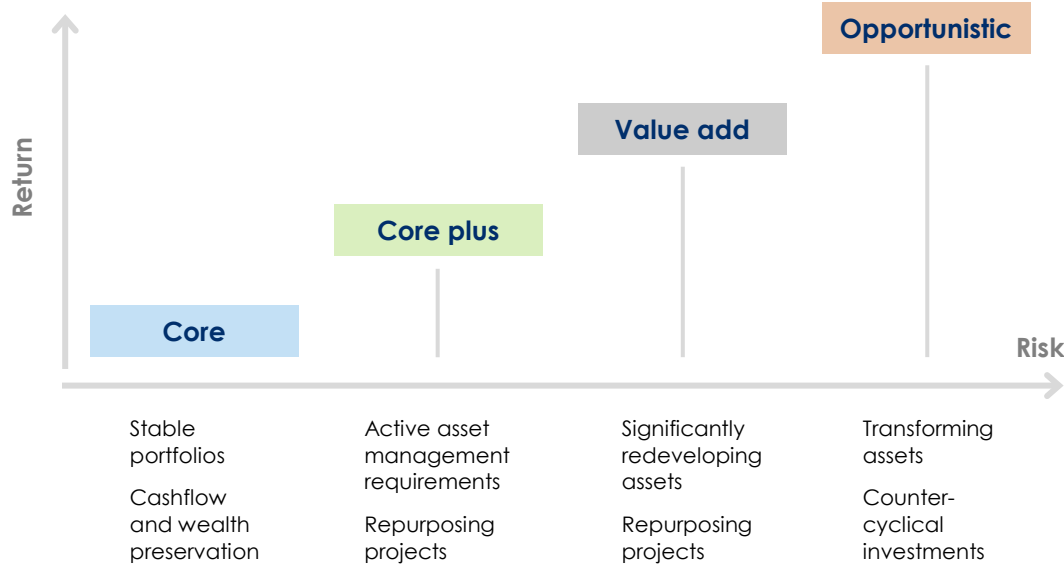 Opportunistic
Value add
Return
Core plus
Core
Risk
Stable
portfolios
Cashflow
and wealth
preservation
Active asset
management
requirements
Repurposing
projects
Significantly
redeveloping
assets
Repurposing
projects
Transforming
assets
Counter-
cyclical
investments